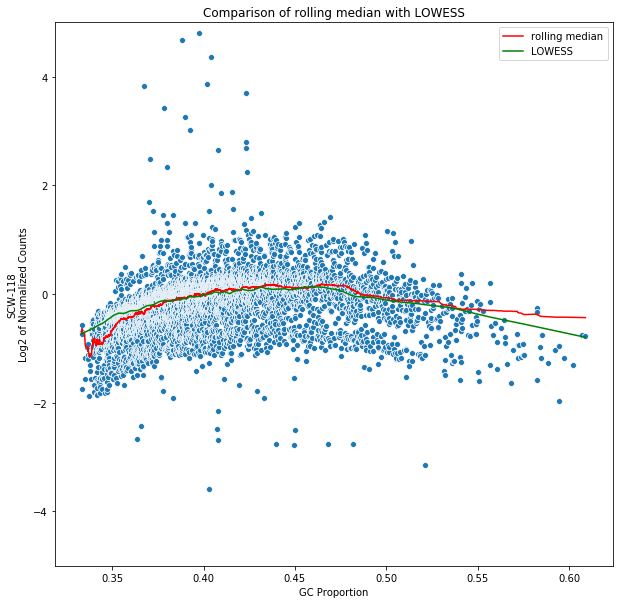 Comparison of rolling median with LOWESS
rolling median
LOWESS
4
2
0
−2
−4
SCW-118
Log2 of Normalized Counts
0.35
0.40
0.45
0.50
0.55
0.60
GC Proportion